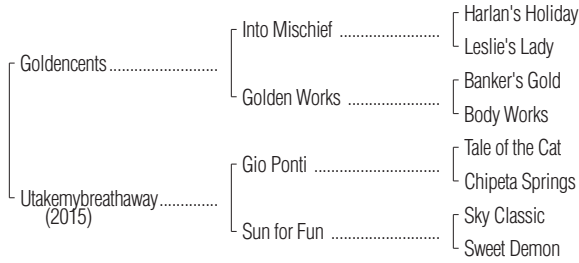 Harlan's Holiday
Into Mischief
Leslie's Lady
Goldencents
Banker's Gold
Golden Works
Body Works
Tale of the Cat
Gio Ponti
Chipeta Springs
Utakemybreathaway
(2015)
Sky Classic
Sun for Fun
Sweet Demon